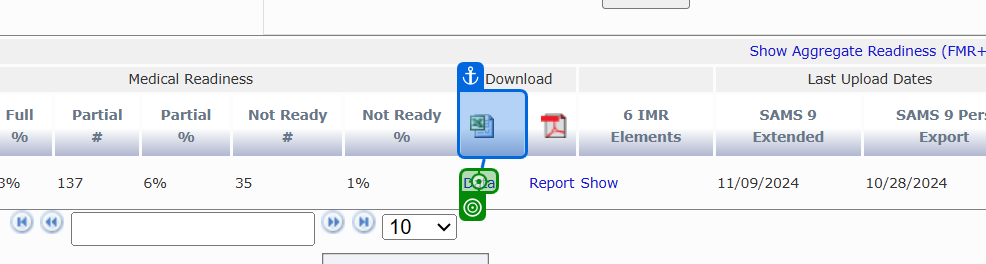 Show Aggregate Readiness (FMR+
Medical Readiness Download Last Upload Dates
Full % Partial # Partial % Not Ready # Not Ready % 6 IMR Elements SAMS 9 Extended SAMS 9 Pers Export
3% 137 6% 35 1% Data Report Show 11/09/2024 10/28/2024
10